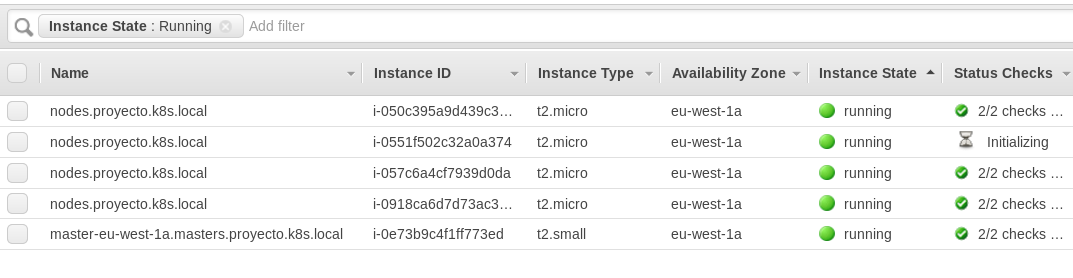 Instance State : Running Add filter
Name Instance ID Instance Type Availability Zone Instance State Status Checks
nodes.proyecto.k8s.local i-050c395a9d439c3... t2.micro eu-west-1a running 2/2 checks ...
nodes.proyecto.k8s.local i-0551f502c32a0a374 t2.micro eu-west-1a running Initializing
nodes.proyecto.k8s.local i-057c6a4cf7939d0da t2.micro eu-west-1a running 2/2 checks ...
nodes.proyecto.k8s.local i-0918ca6d7d73ac3... t2.micro eu-west-1a running 2/2 checks ...
master-eu-west-1a.masters.proyecto.k8s.local i-0e73b9c4f1ff773ed t2.small eu-west-1a running 2/2 checks ...